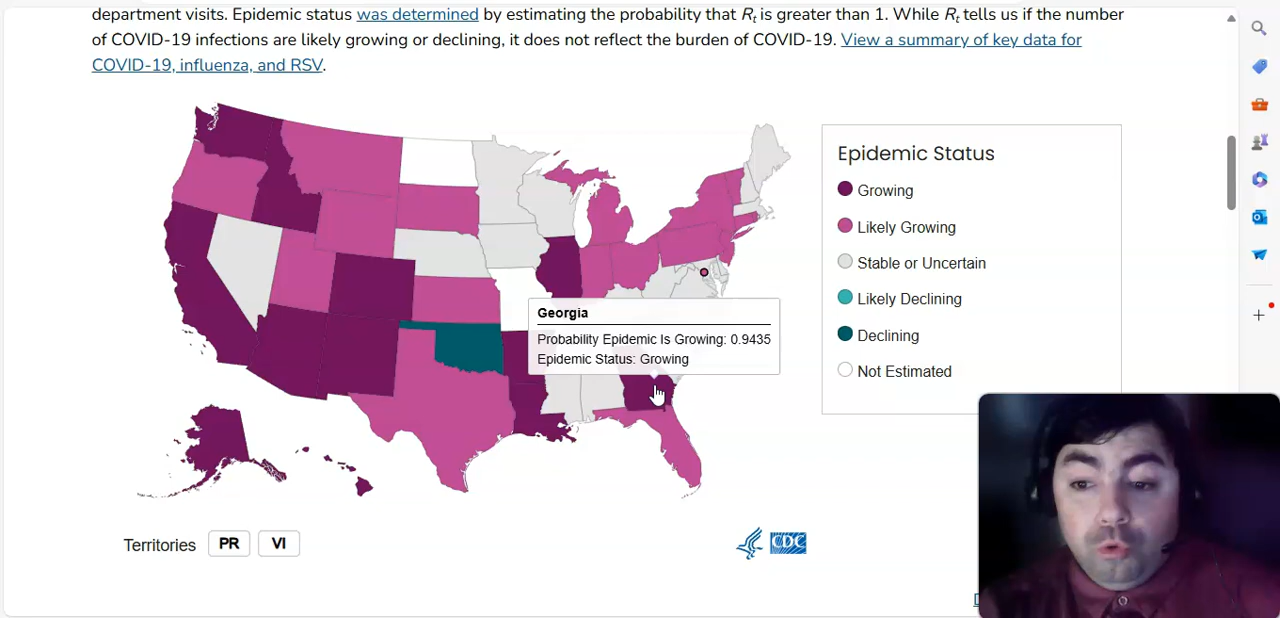 department visits. Epidemic status was determined by estimating the probability that Rt is greater than 1. While Rt tells us if the number
of COVID-19 infections are likely growing or declining, it does not reflect the burden of COVID-19. View a summary of key data for
COVID-19, influenza, and RSV.
Epidemic Status
Growing
Likely Growing
Stable or Uncertain
Likely Declining
Declining
Not Estimated
Georgia
Probability Epidemic Is Growing: 0.9435
Epidemic Status: Growing
Territories PR VI
CDC